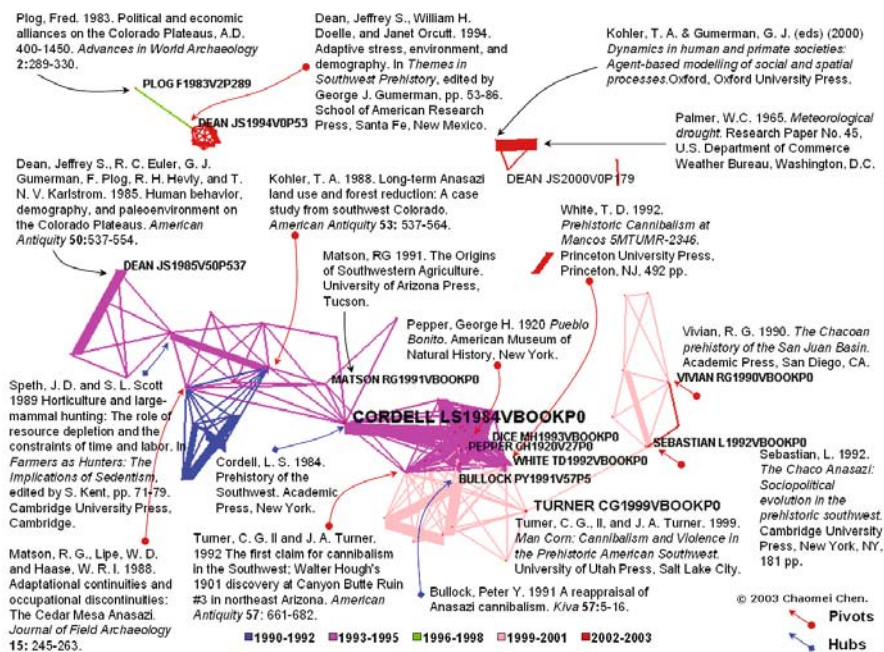 Plog, Fred. 1983. Political and economic
alliances on the Colorado Plateaus, A.D.
400-1450. Advances in World Archaeology
2:289-330.
PLOG F1983V2P289
DEAN JS1994V0P53
Dean, Jeffrey S., William H.
Doelle, and Janet Orcutt. 1994.
Adaptive stress, environment, and
demography. In Themes in
Southwest Prehistory, edited by
George J. Gumerman, pp. 53-86.
School of American Research
Press, Santa Fe, New Mexico.
Kohler, T. A. & Gumerman, G. J. (eds) (2000)
Dynamics in human and primate societies:
Agent-based modelling of social and spatial
processes.Oxford, Oxford University Press.
Palmer, W.C. 1965. Meteorological
drought. Research Paper No. 45,
U.S. Department of Commerce
Weather Bureau, Washington, D.C.
DEAN JS2000V0P179
Dean, Jeffrey S., R. C. Euler, G. J.
Gumerman, F. Plog, R. H. Hevly, and T.
N. V. Karlstrom. 1985. Human behavior,
demography, and paleoenvironment on
the Colorado Plateaus. American
Antiquity 50:537-554.
DEAN JS1985V50P537
Kohler, T. A. 1988. Long-term Anasazi
land use and forest reduction: A case
study from southwest Colorado.
American Antiquity 53: 537-564.
White, T. D. 1992.
Prehistoric Cannibalism at
Mancos 5MTUMR-2346.
Princeton University Press,
Princeton, NJ, 492 pp.
Matson, RG 1991. The Origins
of Southwestern Agriculture.
University of Arizona Press,
Tucson.
Pepper, George H. 1920 Pueblo
Bonito. American Museum of
Natural History, New York.
Vivian, R. G. 1990. The Chacoan
prehistory of the San Juan Basin.
Academic Press, San Diego, CA.
VIVIAN RG1990VBOOKP0
MATSON RG1991VBOOKP0
CORDELL LS1984VBOOKP0
DICE MH1993VBOOKP0
PEPPER GH1920V27P0
WHITE TD1992VBOOKP0
BULLOCK PY1991V57P5
SEBASTIAN L1992VBOOKP0
TURNER CG1999VBOOKP0
Speth, J. D. and S. L. Scott
1989 Horticulture and large-
mammal hunting: The role of
resource depletion and the
constraints of time and labor. In
Farmers as Hunters: The
Implications of Sedentism,
edited by S. Kent, pp. 71-79.
Cambridge University Press,
Cambridge.
Cordell, L. S. 1984.
Prehistory of the
Southwest. Academic
Press, New York.
Sebastian, L. 1992.
The Chaco Anasazi:
Sociopolitical
evolution in the
prehistoric southwest.
Cambridge University
Press, New York, NY,
181 pp.
Turner, C. G., II, and J. A. Turner. 1999.
Man Corn: Cannibalism and Violence in
the Prehistoric American Southwest.
University of Utah Press, Salt Lake City.
Matson, R. G., Lipe, W. D.
and Haase, W. R. I. 1988.
Adaptational continuities and
occupational discontinuities:
The Cedar Mesa Anasazi.
Journal of Field Archaeology
15: 245-263.
Turner, C. G. II and J. A. Turner.
1992 The first claim for cannibalism
in the Southwest; Walter Hough's
1901 discovery at Canyon Butte Ruin
#3 in northeast Arizona. American
Antiquity 57: 661-682.
Bullock, Peter Y. 1991 A reappraisal of
Anasazi cannibalism. Kiva 57:5-16.
© 2003 Chaomei Chen.
Pivots
Hubs
1990-1992
1993-1995
1996-1998
1999-2001
2002-2003